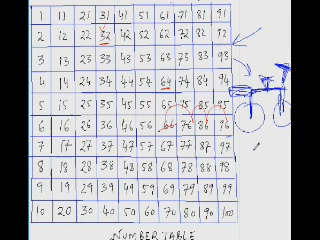 1 11 21 31 41 51 61 71 81 91
2 12 22 32 42 52 62 72 82 92
3 13 23 33 43 53 63 73 83 93
4 14 24 34 44 54 64 74 84 94
5 15 25 35 45 55 65 75 85 95
6 16 26 36 46 56 66 76 86 96
7 17 27 37 47 57 67 77 87 97
8 18 28 38 48 58 68 78 88 98
9 19 29 39 49 59 69 79 89 99
10 20 30 40 50 60 70 80 90 100
NUMBER TABLE